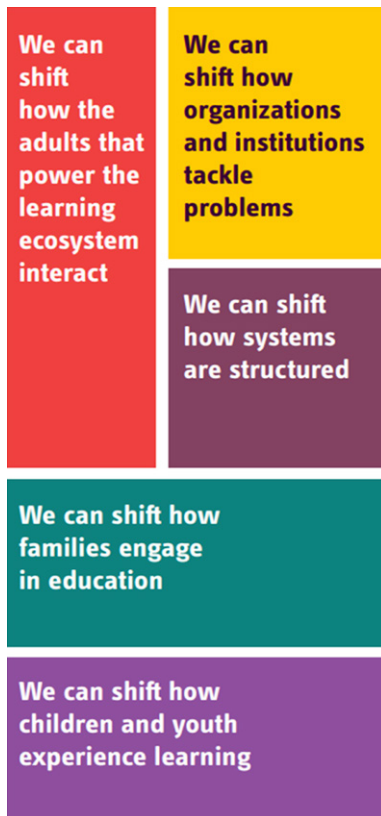 We can
shift
how the
adults that
power the
learning
ecosystem
interact
We can
shift how
organizations
and institutions
tackle
problems
We can shift
how systems
are structured
We can shift how
families engage
in education
We can shift how
children and youth
experience learning